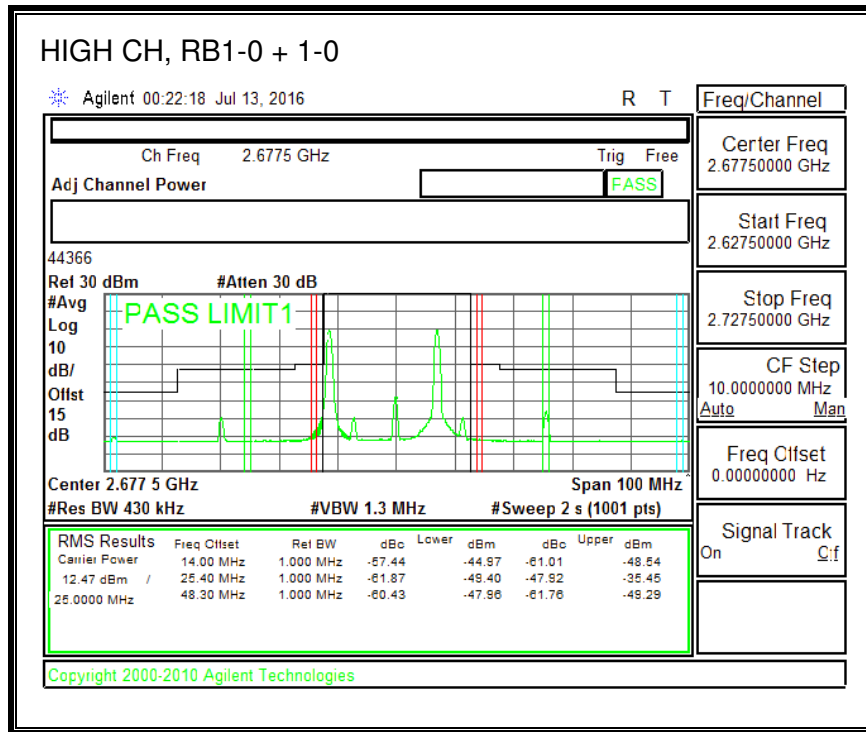 HIGH CH, RB1-0 + 1-0
Agilent 00:22:18 Jul 13, 2016 R T
Freq/Channel
Ch Freq 2.6775 GHz Trig Free
Adj Channel Power PASS
44366
Ref 30 dBm #Atten 30 dB
#Avg
Log
10
dB/
Offst
15
dB
PASS LIMIT1
Center 2.677 5 GHz Span 100 MHz
#Res BW 430 kHz #VBW 1.3 MHz #Sweep 2 s (1001 pts)
RMS Results Freq Offset Ref BW dBc Lower dBm dBc Upper dBm
Carrier Power 14.00 MHz 1.000 MHz -57.44 -44.97 -61.01 -48.54
12.47 dBm / 25.40 MHz 1.000 MHz -61.87 -49.40 -47.92 -35.45
25.0000 MHz 48.30 MHz 1.000 MHz -60.43 -47.96 -61.76 -49.29
Center Freq
2.67750000 GHz
Start Freq
2.62750000 GHz
Stop Freq
2.72750000 GHz
CF Step
10.0000000 MHz
Auto Man
Freq Offset
0.00000000 Hz
Signal Track
On Off
Copyright 2000-2010 Agilent Technologies